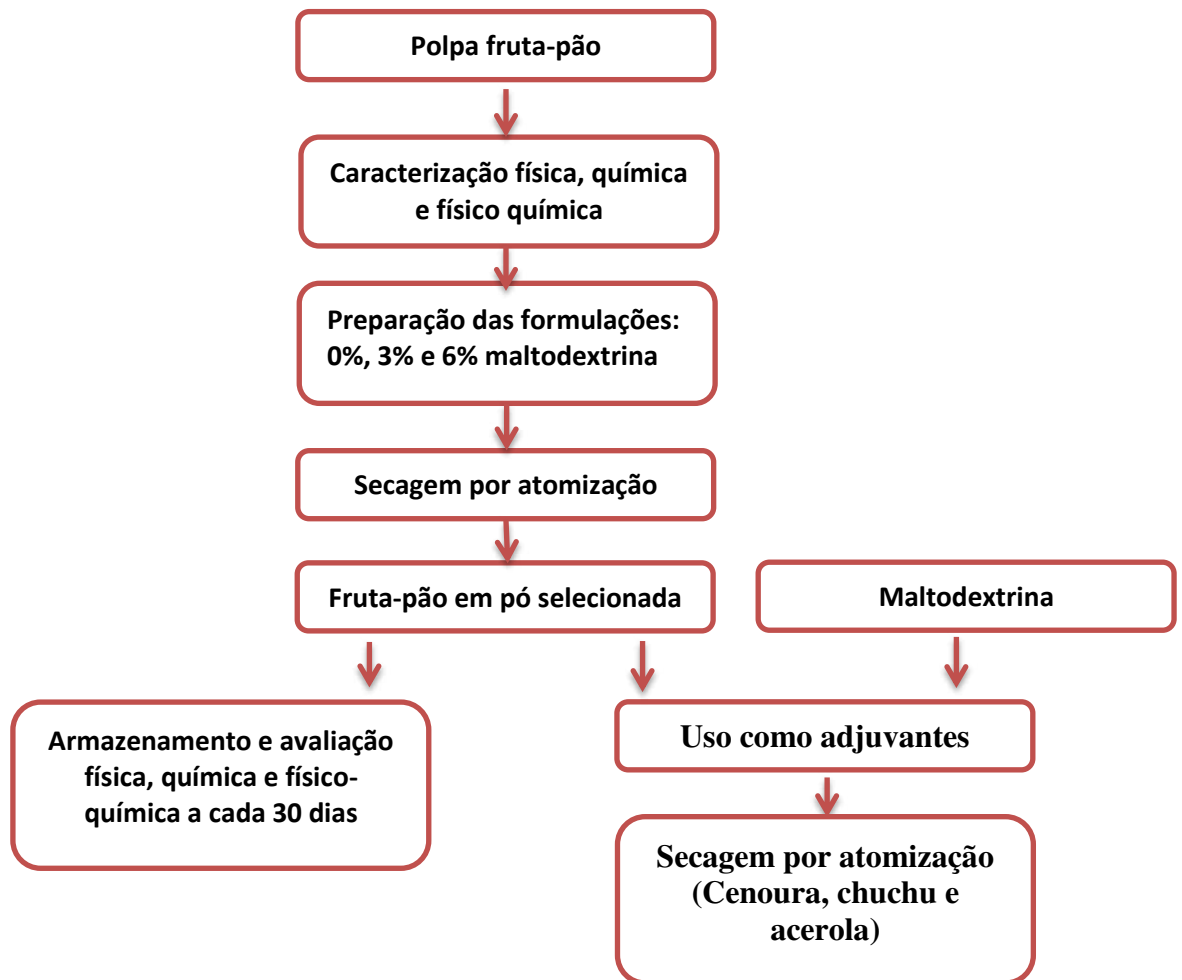 Polpa fruta-pão
Caracterização física, química
e físico química
Preparação das formulações:
0%, 3% e 6% maltodextrina
Secagem por atomização
Fruta-pão em pó selecionada
Maltodextrina
Armazenamento e avaliação
física, química e físico-
química a cada 30 dias
Uso como adjuvantes
Secagem por atomização
(Cenoura, chuchu e
acerola)